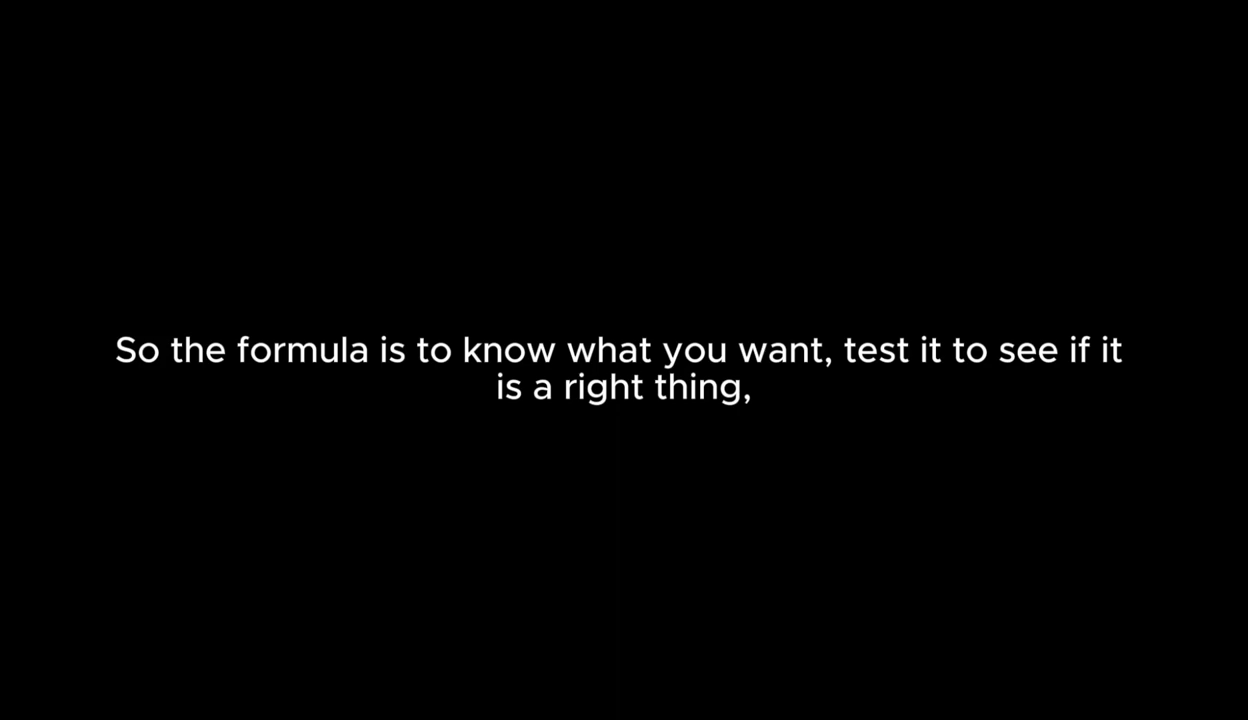 So the formula is to know what you want, test it to see if it
is a right thing,